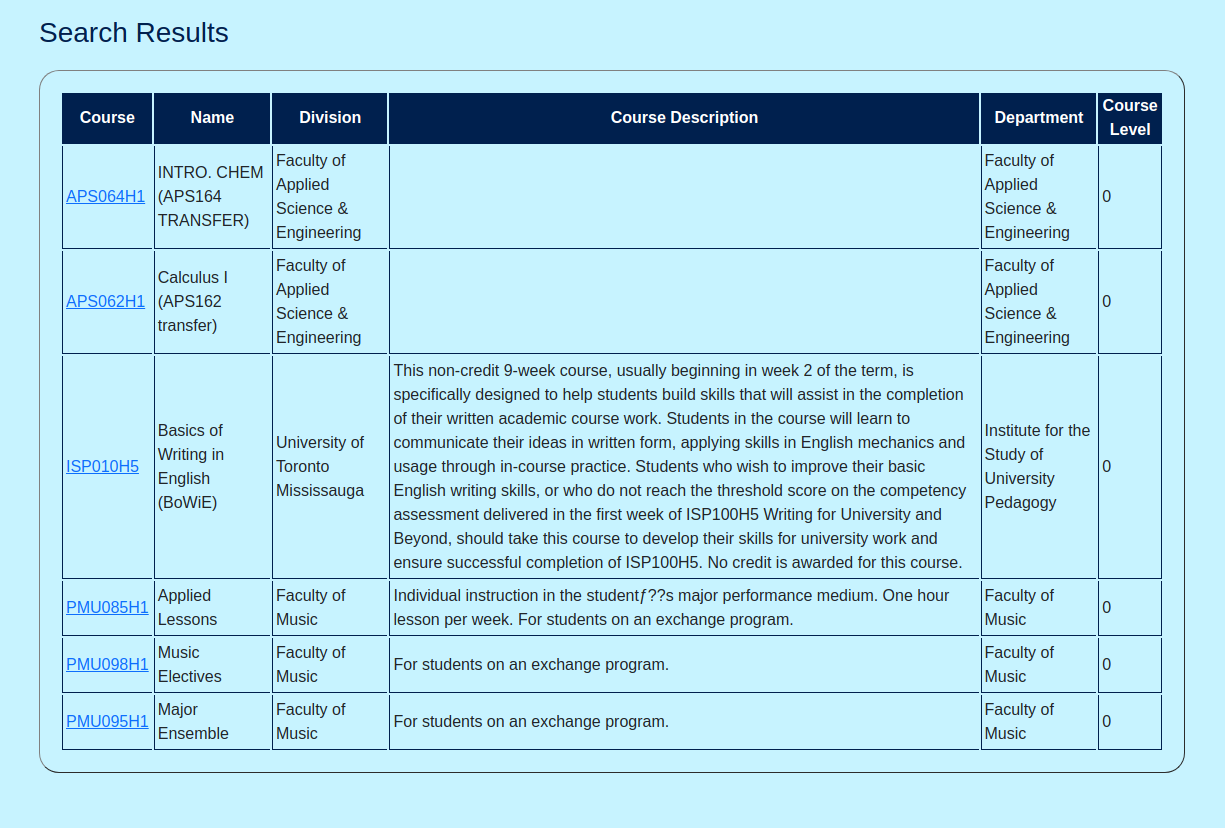 Search Results
Course Name Division Course Description Department Course Level
APS064H1
INTRO. CHEM
(APS164
TRANSFER)
Faculty of
Applied
Science &
Engineering
Faculty of
Applied
Science &
Engineering
0
APS062H1
Calculus I
(APS162
transfer)
Faculty of
Applied
Science &
Engineering
Faculty of
Applied
Science &
Engineering
0
ISP010H5
Basics of
Writing in
English
(BoWiE)
University of
Toronto
Mississauga
This non-credit 9-week course, usually beginning in week 2 of the term, is
specifically designed to help students build skills that will assist in the completion
of their written academic course work. Students in the course will learn to
communicate their ideas in written form, applying skills in English mechanics and
usage through in-course practice. Students who wish to improve their basic
English writing skills, or who do not reach the threshold score on the competency
assessment delivered in the first week of ISP100H5 Writing for University and
Beyond, should take this course to develop their skills for university work and
ensure successful completion of ISP100H5. No credit is awarded for this course.
Institute for the
Study of
University
Pedagogy
0
PMU085H1
Applied
Lessons
Faculty of
Music
Individual instruction in the studentƒ??s major performance medium. One hour
lesson per week. For students on an exchange program.
Faculty of
Music
0
PMU098H1
Music
Electives
Faculty of
Music
For students on an exchange program.
Faculty of
Music
0
PMU095H1
Major
Ensemble
Faculty of
Music
For students on an exchange program.
Faculty of
Music
0